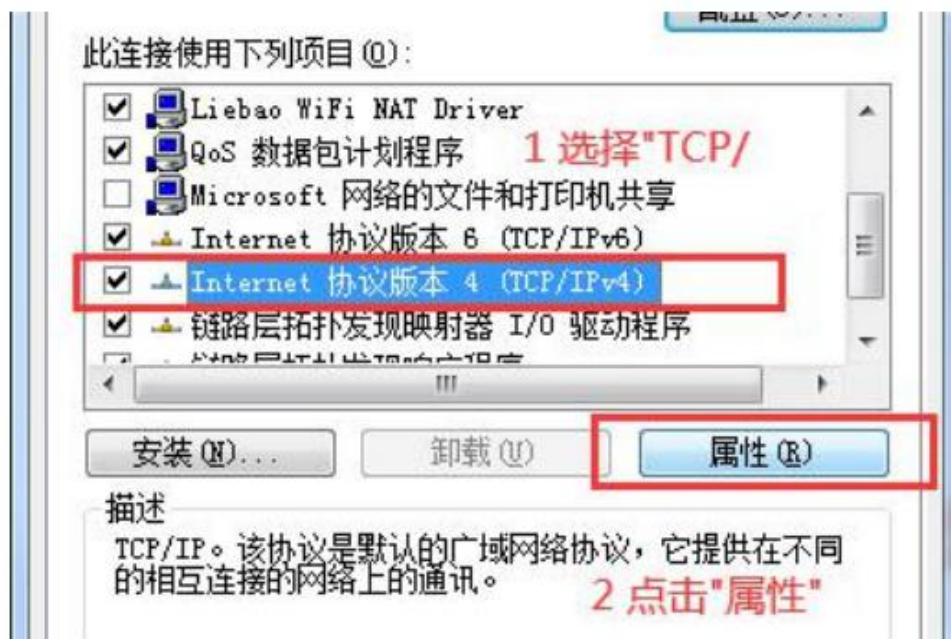 此连接使用下列项目(O):
Liebao WiFi NAT Driver
QoS 数据包计划程序
1 选择"TCP/
Microsoft 网络的文件和打印机共享
Internet 协议版本 6 (TCP/IPv6)
Internet 协议版本 4 (TCP/IPv4)
链路层拓扑发现映射器 I/O 驱动程序
安装(N)...
卸载(U)
属性(R)
描述
TCP/IP。该协议是默认的广域网络协议，它提供在不同
的相互连接的网络上的通讯。
2 点击"属性"